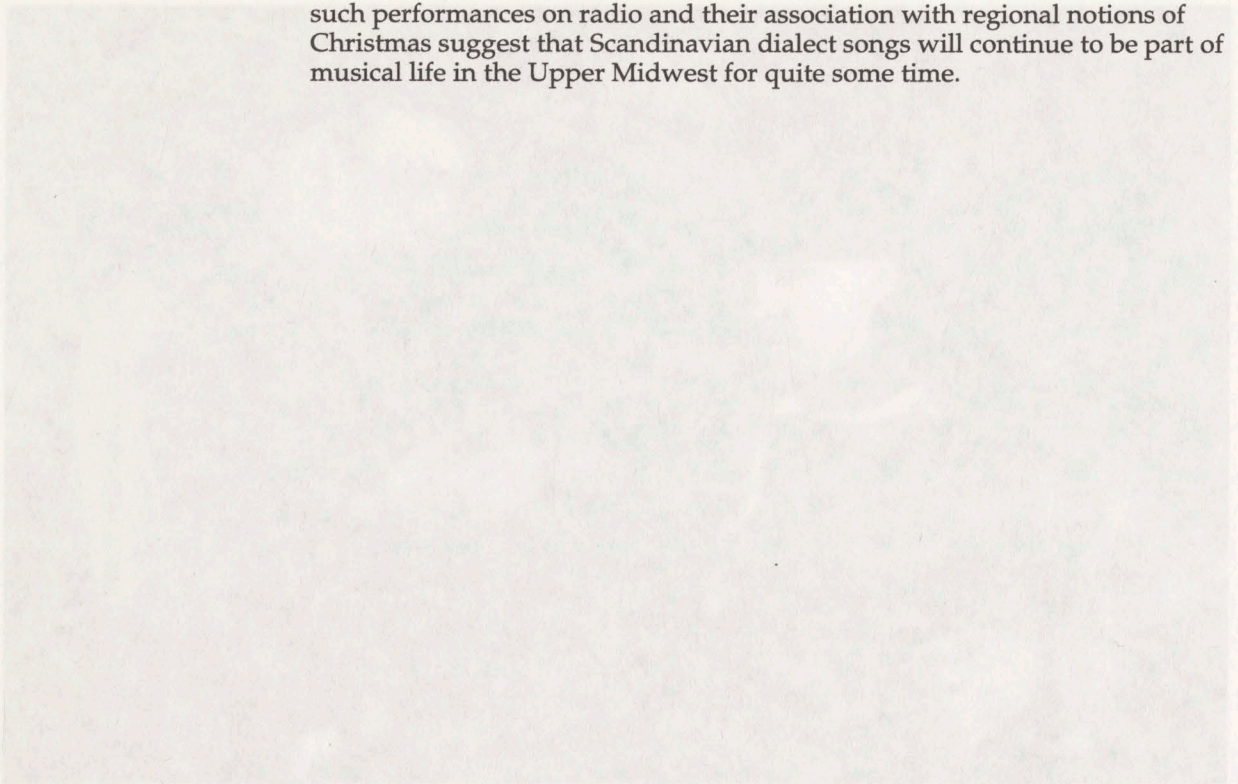 such performances on radio and their association with regional notions of
Christmas suggest that Scandinavian dialect songs will continue to be part of
musical life in the Upper Midwest for quite some time.